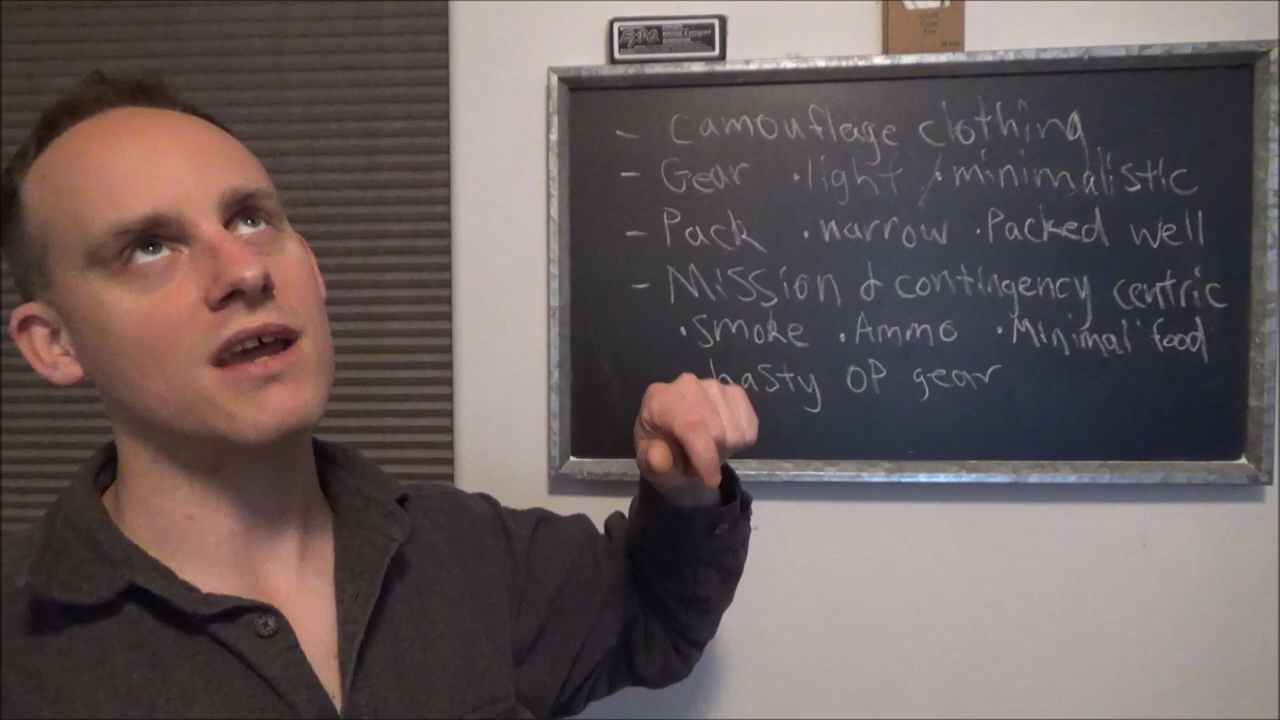 EXPO
- camouflage clothing
- Gear · light / · minimalistic
- Pack · narrow · Packed well
- Mission & contingency centric
· Smoke · Ammo · Minimal food
hasty OP gear